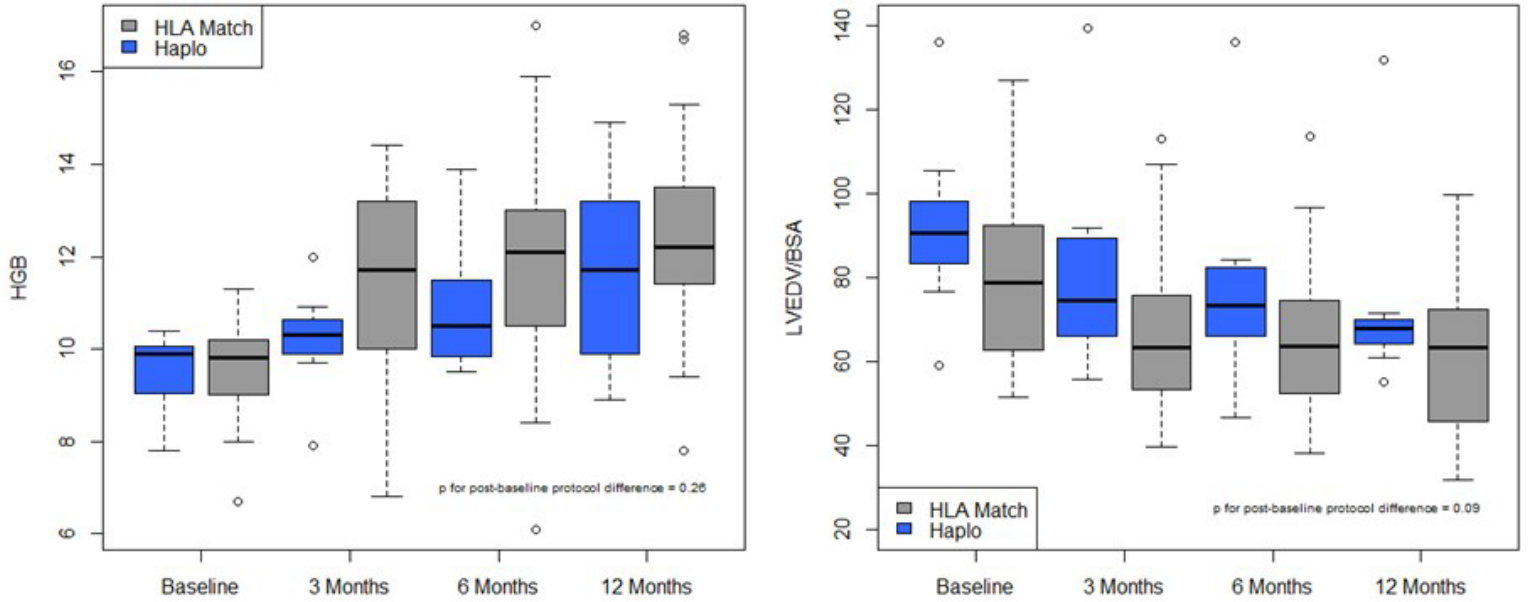 HLA Match
Haplo
HGB
16
14
12
10
8
6
p for post-baseline protocol difference = 0.26
Baseline
3 Months
6 Months
12 Months
LVEDV/BSA
140
120
100
80
60
40
20
HLA Match
Haplo
p for post-baseline protocol difference = 0.09
Baseline
3 Months
6 Months
12 Months